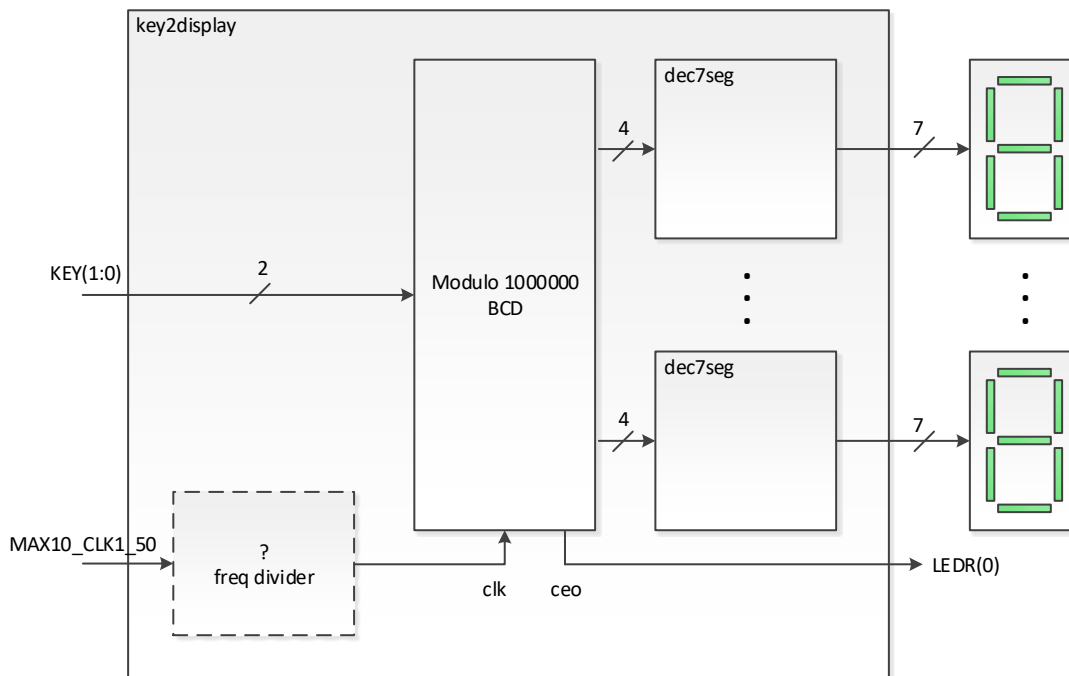 key2display
dec7seg
4
7
KEY(1:0)
2
Modulo 1000000
BCD
dec7seg
4
7
MAX10_CLK1_50
?
freq divider
clk
ceo
LEDR(0)